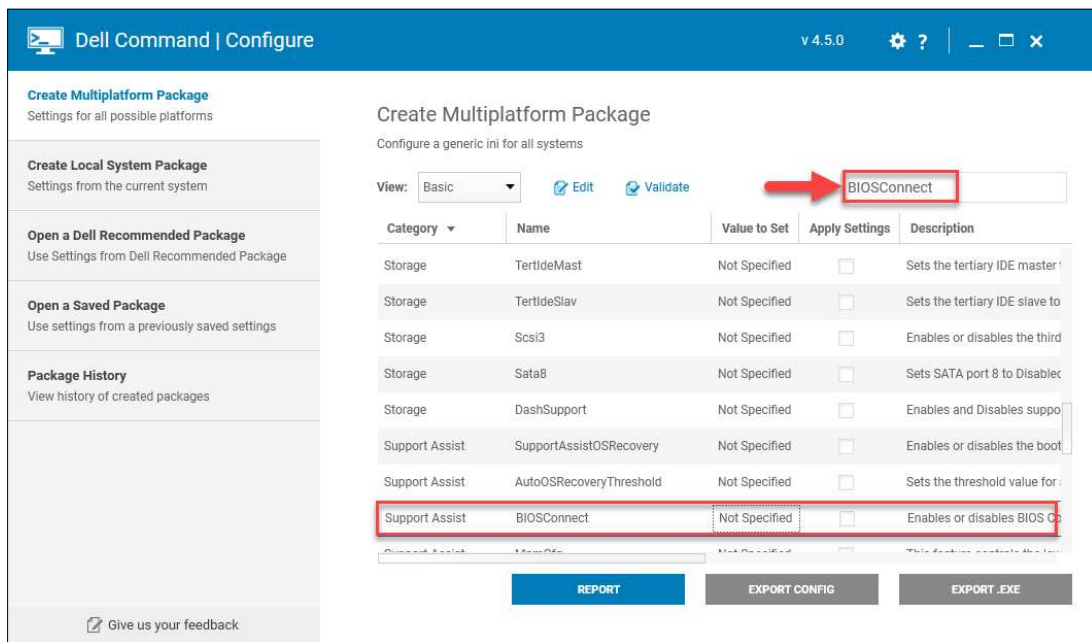 Dell Command | Configure
v 4.5.0
?
Create Multiplatform Package
Settings for all possible platforms
Create Local System Package
Settings from the current system
Open a Dell Recommended Package
Use Settings from Dell Recommended Package
Open a Saved Package
Use settings from a previously saved settings
Package History
View history of created packages
Give us your feedback
Create Multiplatform Package
Configure a generic ini for all systems
View: Basic Edit Validate BIOSConnect
Category Name Value to Set Apply Settings Description
Storage TertIdeMast Not Specified Sets the tertiary IDE master
Storage TertIdeSlav Not Specified Sets the tertiary IDE slave to
Storage Scsi3 Not Specified Enables or disables the third
Storage Sata8 Not Specified Sets SATA port 8 to Disabled
Storage DashSupport Not Specified Enables and Disables suppo
Support Assist SupportAssistOSRecovery Not Specified Enables or disables the boot
Support Assist AutoOSRecoveryThreshold Not Specified Sets the threshold value for
Support Assist BIOSConnect Not Specified Enables or disables BIOS Co
REPORT EXPORT CONFIG EXPORT .EXE